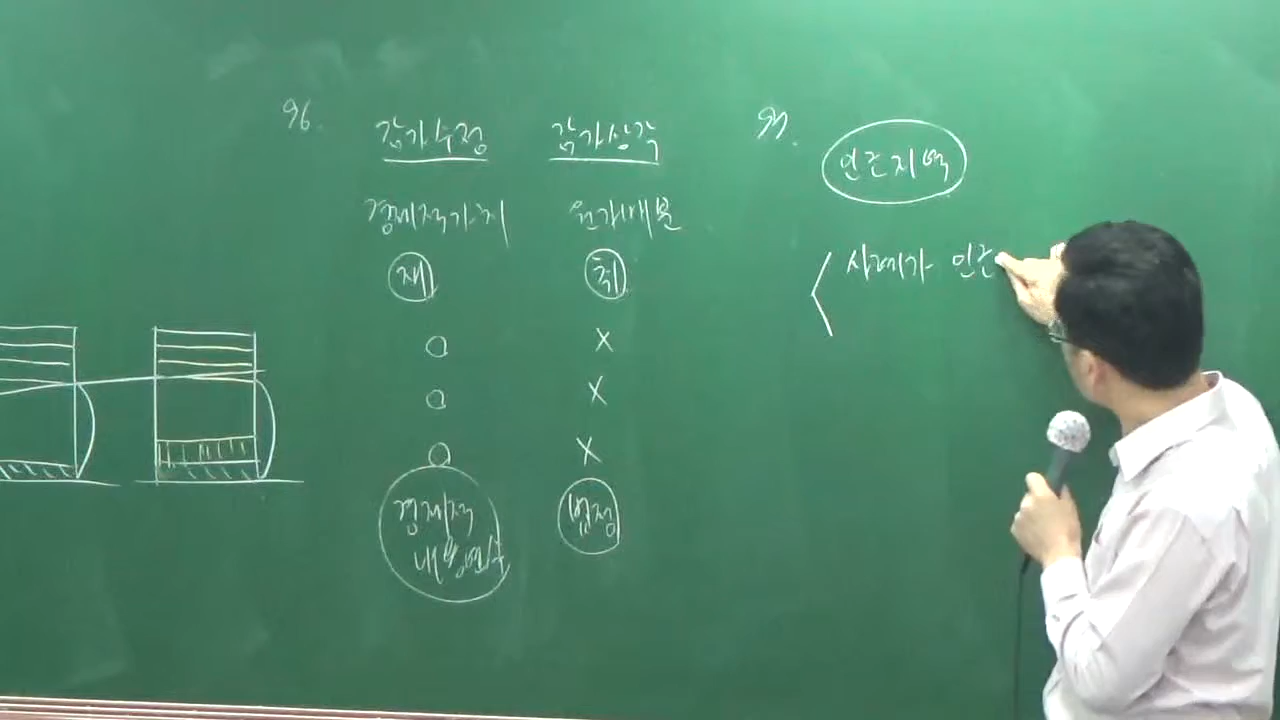 96.
감가수정 감가상각
경제적가치 원가배분
재 취
○ X
○ X
○ X
경제적 법정
내용연수
97.
인근지역
사례가 인근